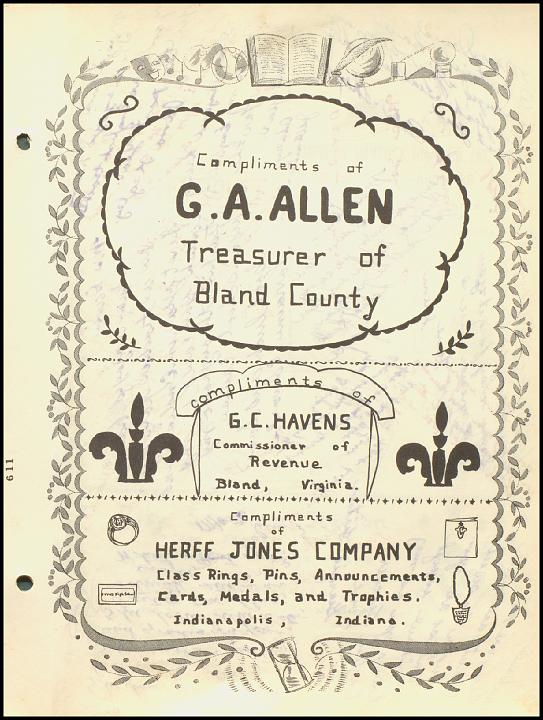 Compliments of
G.A.ALLEN
Treasurer of
Bland County
compliments of
G.C.HAVENS
Commissioner of
Revenue
Bland, Virginia.
611
Compliments
of
HERFF JONES COMPANY
Class Rings, Pins, Announcements,
Cards, Medals, and Trophies.
Indianapolis, Indiana.